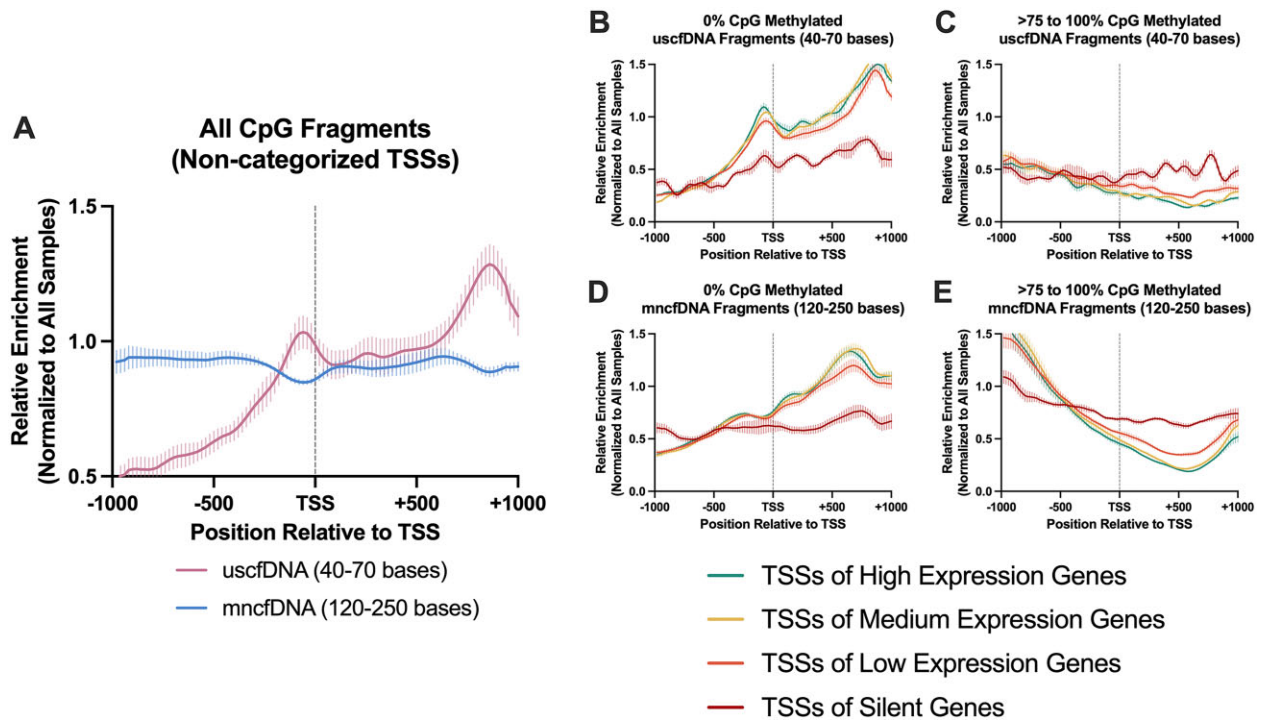 A
All CpG Fragments
(Non-categorized TSSs)
Relative Enrichment
(Normalized to All Samples)
1.5
1.0
0.5
-1000
-500
TSS
+500
+1000
Position Relative to TSS
uscfDNA (40-70 bases)
mncfDNA (120-250 bases)
B
0% CpG Methylated
uscfDNA Fragments (40-70 bases)
Relative Enrichment
(Normalized to All Samples)
1.5
1.0
0.5
0.0
-1000
-500
TSS
+500
+1000
Position Relative to TSS
C
>75 to 100% CpG Methylated
uscfDNA Fragments (40-70 bases)
Relative Enrichment
(Normalized to All Samples)
1.5
1.0
0.5
0.0
-1000
-500
TSS
+500
+1000
Position Relative to TSS
D
0% CpG Methylated
mncfDNA Fragments (120-250 bases)
Relative Enrichment
(Normalized to All Samples)
1.5
1.0
0.5
0.0
-1000
-500
TSS
+500
+1000
Position Relative to TSS
E
>75 to 100% CpG Methylated
mncfDNA Fragments (120-250 bases)
Relative Enrichment
(Normalized to All Samples)
1.5
1.0
0.5
0.0
-1000
-500
TSS
+500
+1000
Position Relative to TSS
TSSs of High Expression Genes
TSSs of Medium Expression Genes
TSSs of Low Expression Genes
TSSs of Silent Genes